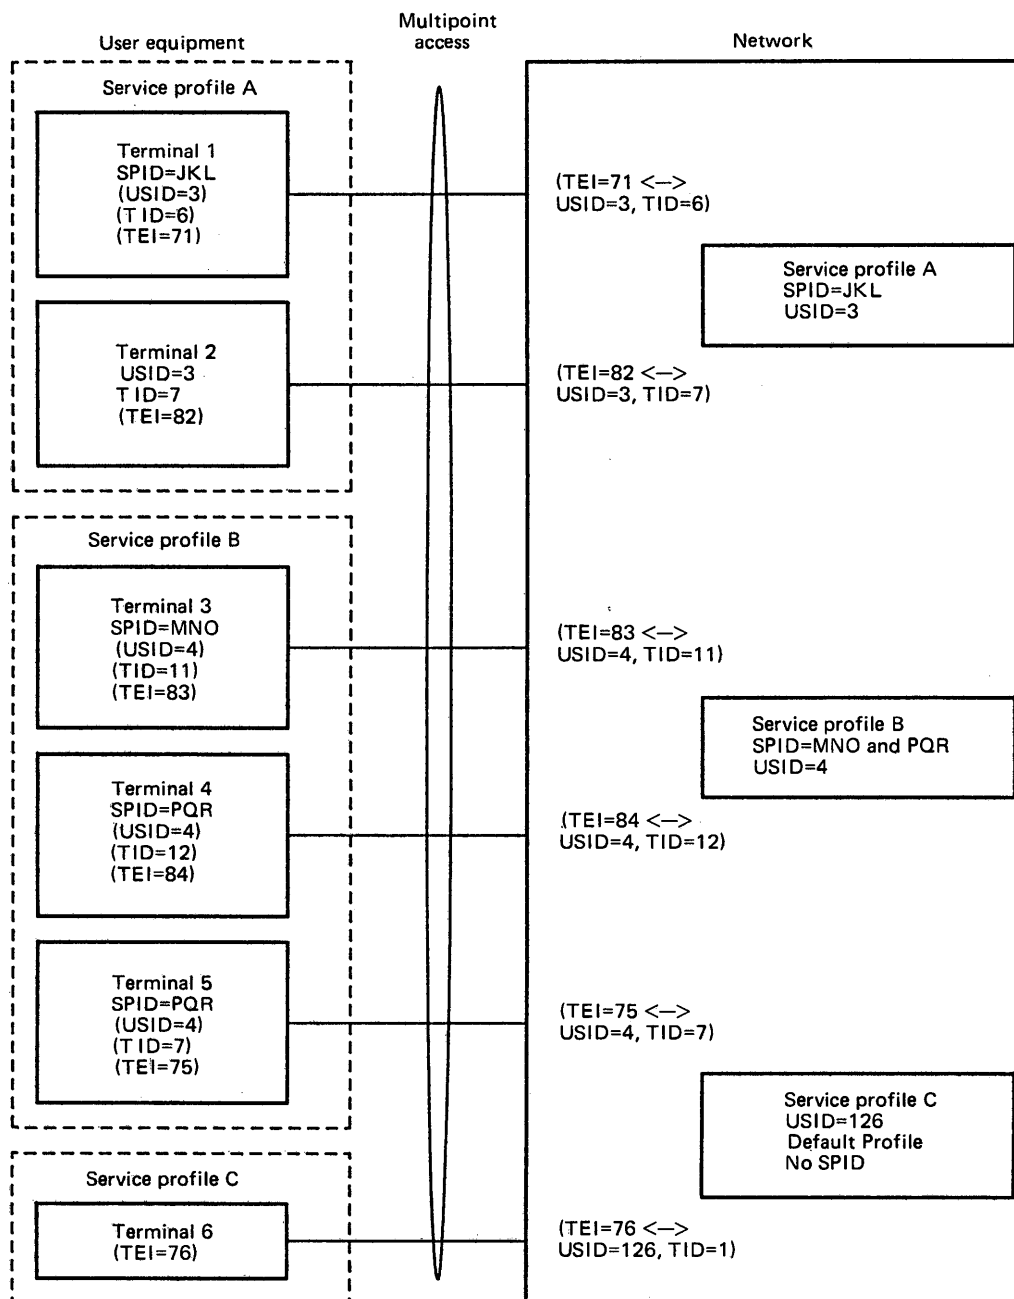 User equipment
Multipoint
access
Network
Service profile A
Terminal 1
SPID=JKL
(USID=3)
(TID=6)
(TEI=71)
(TEI=71 <—>
USID=3, TID=6)
Service profile A
SPID=JKL
USID=3
Terminal 2
USID=3
TID=7
(TEI=82)
(TEI=82 <—>
USID=3, TID=7)
Service profile B
Terminal 3
SPID=MNO
(USID=4)
(TID=11)
(TEI=83)
(TEI=83 <—>
USID=4, TID=11)
Service profile B
SPID=MNO and PQR
USID=4
Terminal 4
SPID=PQR
(USID=4)
(TID=12)
(TEI=84)
(TEI=84 <—>
USID=4, TID=12)
Terminal 5
SPID=PQR
(USID=4)
(TID=7)
(TEI=75)
(TEI=75 <—>
USID=4, TID=7)
Service profile C
USID=126
Default Profile
No SPID
Service profile C
Terminal 6
(TEI=76)
(TEI=76 <—>
USID=126, TID=1)